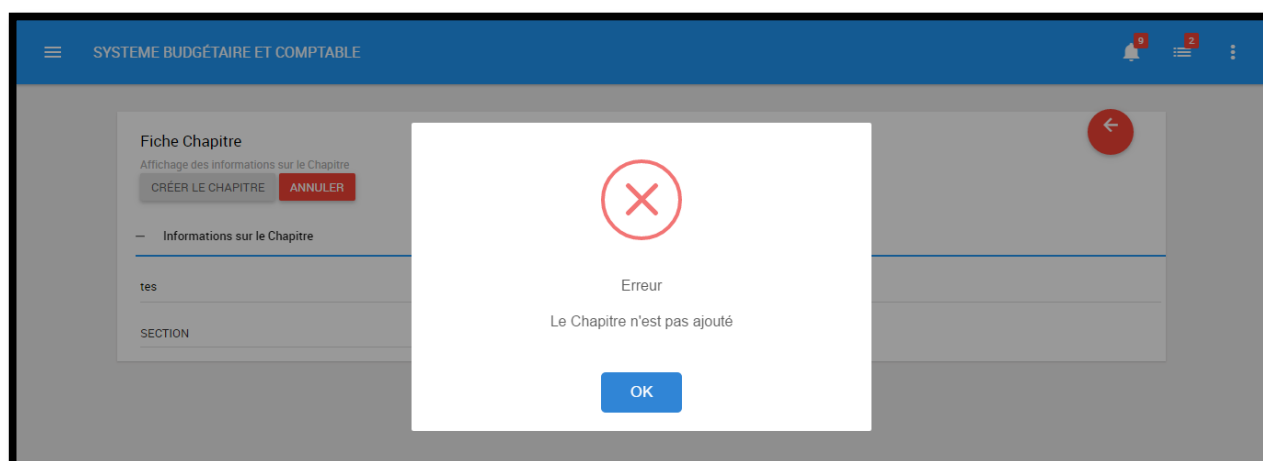 SYSTEME BUDGÉTAIRE ET COMPTABLE
9
2
Fiche Chapitre
Affichage des informations sur le Chapitre
CRÉER LE CHAPITRE ANNULER
Informations sur le Chapitre
tes
SECTION
Erreur
Le Chapitre n'est pas ajouté
OK